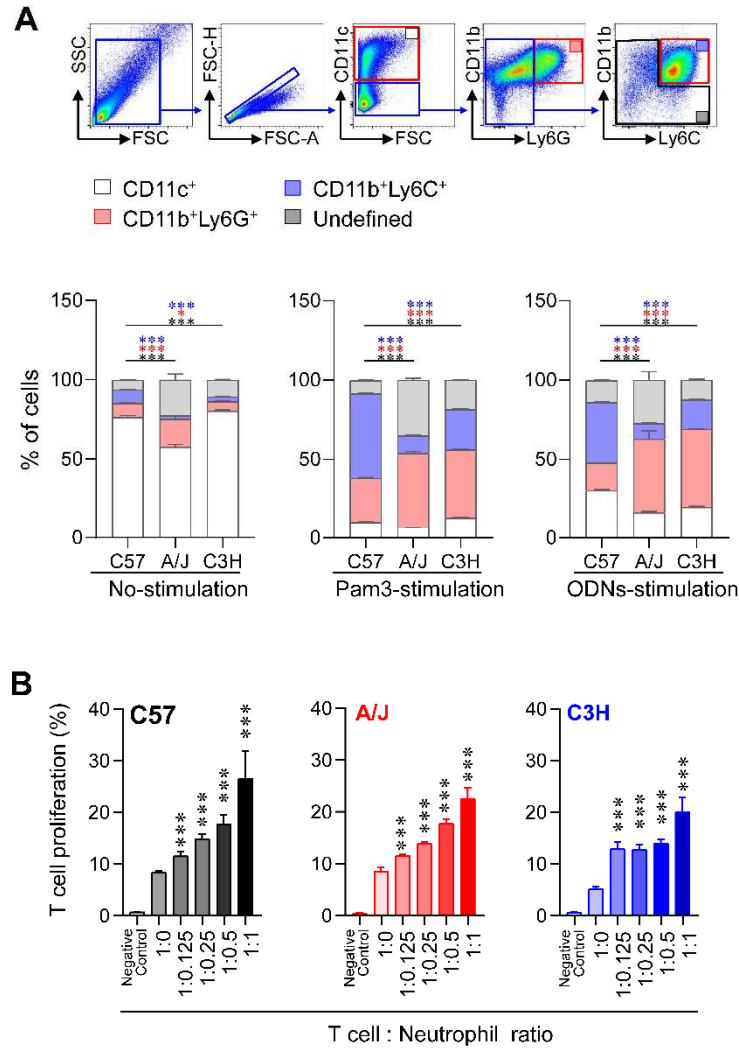 A
SSC
FSC
FSC-H
FSC-A
CD11c
FSC
CD11b
Ly6G
CD11b
Ly6C
CD11c+
CD11b+Ly6C+
CD11b+Ly6G+
Undefined
% of cells
150
100
50
0
***
*
***
***
***
***
C57 A/J C3H
No-stimulation
150
100
50
0
***
***
***
***
***
***
C57 A/J C3H
Pam3-stimulation
150
100
50
0
***
***
***
***
***
***
C57 A/J C3H
ODNs-stimulation
B
T cell proliferation (%)
C57
40
30
20
10
0
*** *** *** ***
Negative Control
1:0
1:0.125
1:0.25
1:0.5
1:1
A/J
40
30
20
10
0
*** *** *** ***
Negative Control
1:0
1:0.125
1:0.25
1:0.5
1:1
C3H
40
30
20
10
0
*** *** *** ***
Negative Control
1:0
1:0.125
1:0.25
1:0.5
1:1
T cell : Neutrophil ratio